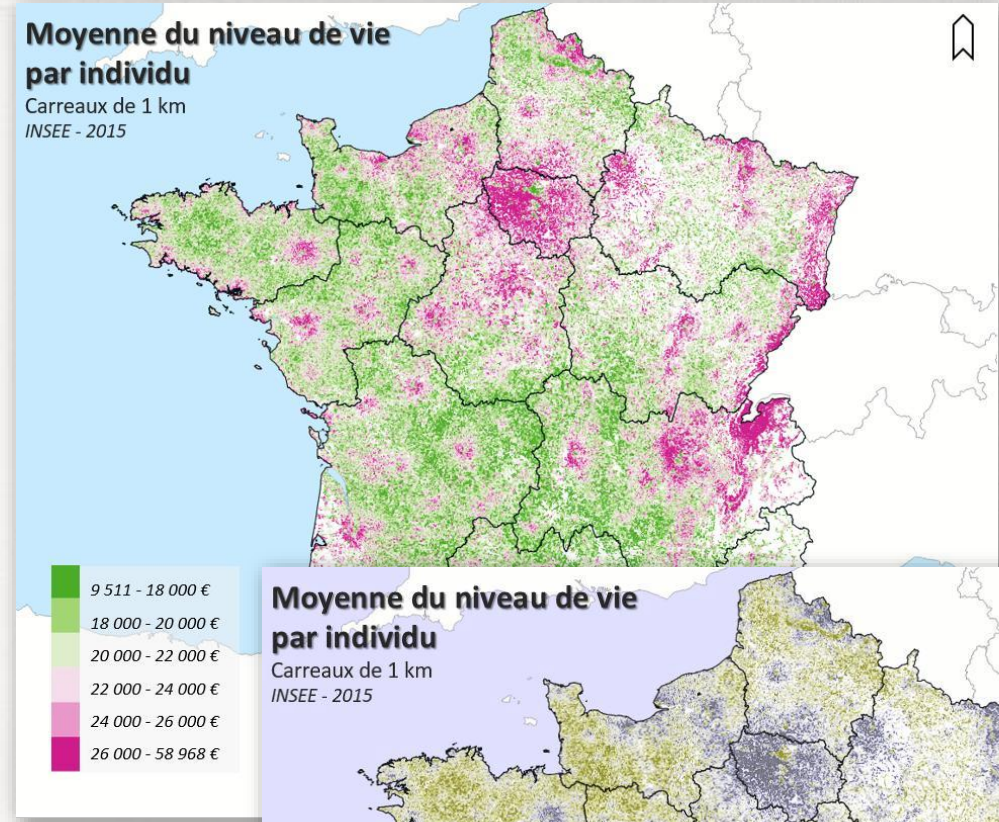 Moyenne du niveau de vie
par individu
Carreaux de 1 km
INSEE - 2015
9 511 - 18 000 €
18 000 - 20 000 €
20 000 - 22 000 €
22 000 - 24 000 €
24 000 - 26 000 €
26 000 - 58 968 €
Moyenne du niveau de vie
par individu
Carreaux de 1 km
INSEE - 2015